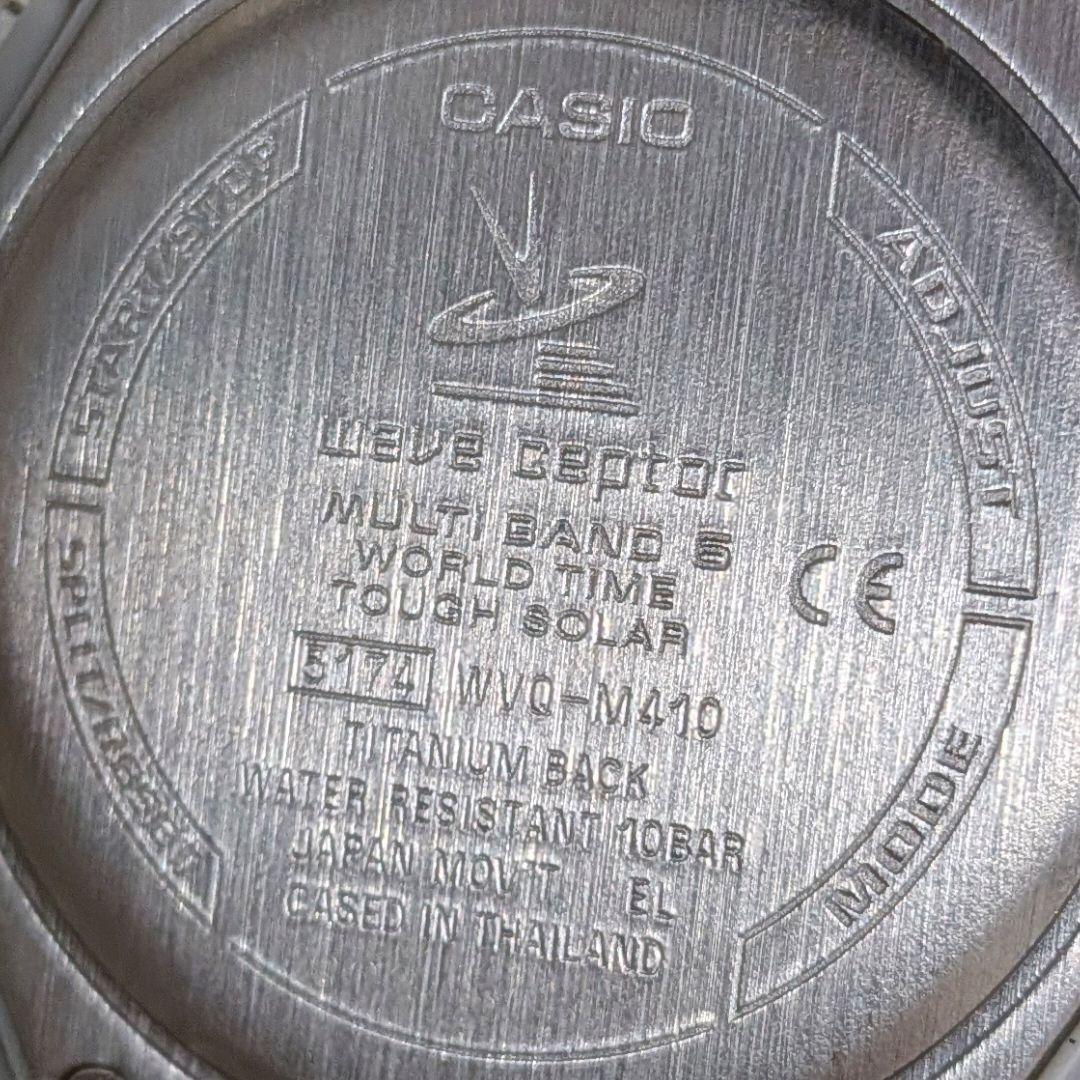 CASIO
START/STOP
ADJUST
wave ceptor
MULTI BAND 5
WORLD TIME
TOUGH SOLAR
CE
5174 WVQ-M410
TITANIUM BACK
WATER RESISTANT 10BAR
JAPAN MOV'T EL
CASED IN THAILAND
SPLIT/RESET
MODE